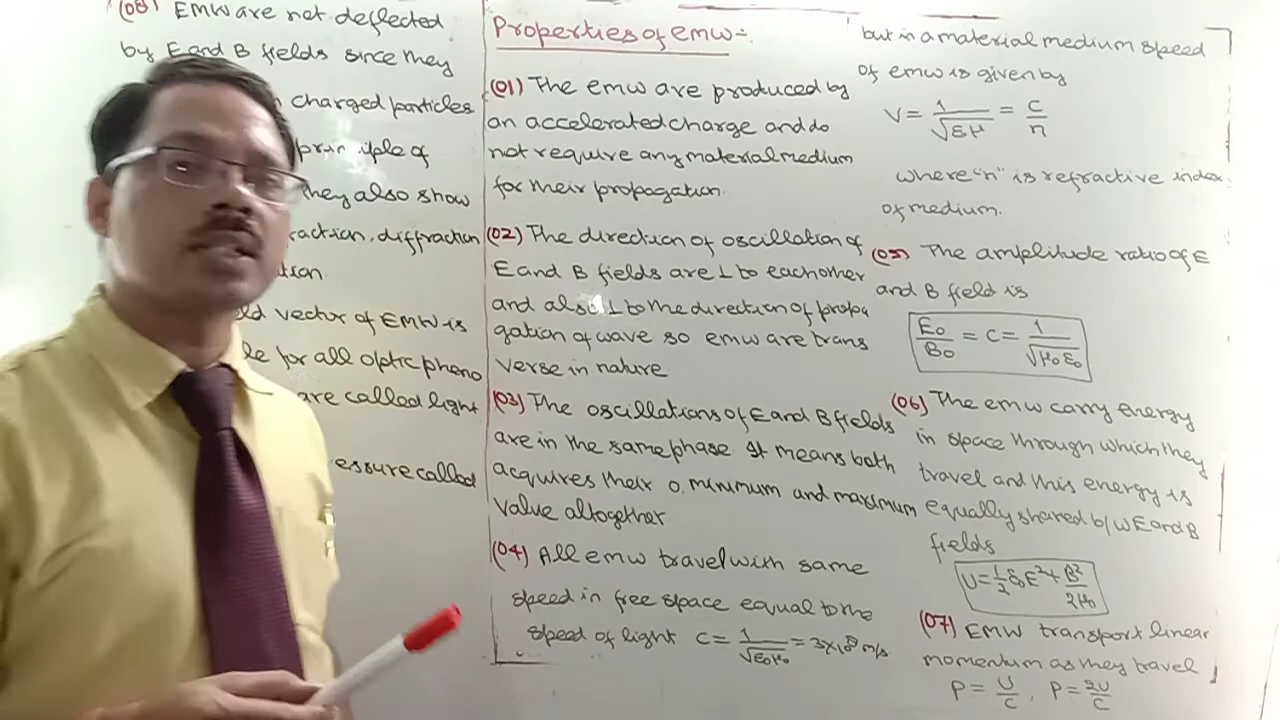 (08) EMW are not deflected
by E and B fields since they
charged particles
principle of
they also show
raction, diffraction
ld vector of EMW is
le for all optic pheno
are called light
essure called
Properties of emw:-
(01) The emw are produced by
an accelerated charge and do
not require any material medium
for their propagation.
(02) The direction of oscillation of
E and B fields are ⊥ to each other
and also ⊥ to the direction of propa
gation of wave so emw are trans
verse in nature
(03) The oscillations of E and B fields
are in the same phase It means both
acquires their 0, minimum and maximum
value altogether
(04) All emw travel with same
speed in free space equal to the
speed of light C = 1/√ε₀μ₀ = 3×10⁸ m/s
but in a material medium speed
of emw is given by
V = 1/√εμ = c/n
where "n" is refractive index
of medium.
(05) The amplitude ratio of E
and B field is
E₀/B₀ = C = 1/√μ₀ε₀
(06) The emw carry energy
in space through which they
travel and this energy is
equally shared b/w E and B
fields
U = ½ε₀E² + B²/2μ₀
(07) EMW transport linear
momentum as they travel
P = U/C, P = 2U/C